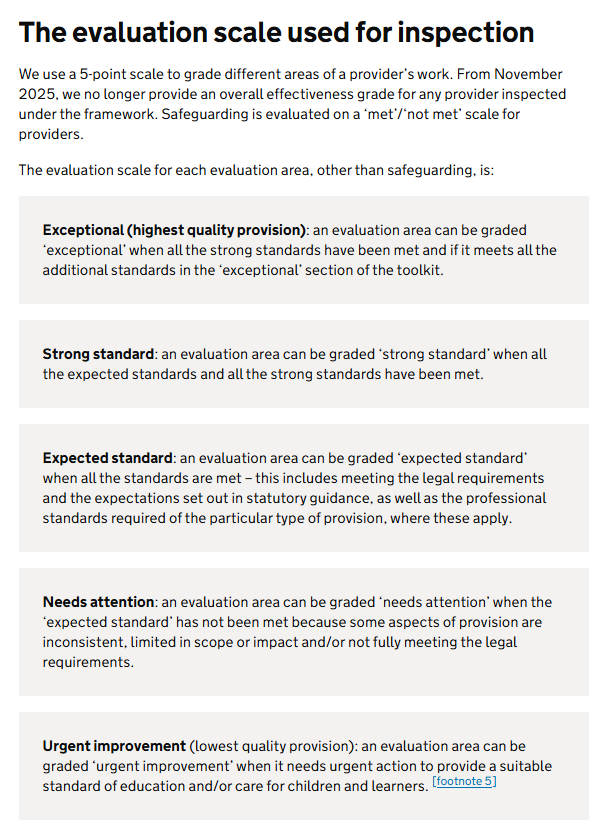 The evaluation scale used for inspection
We use a 5-point scale to grade different areas of a provider’s work. From November
2025, we no longer provide an overall effectiveness grade for any provider inspected
under the framework. Safeguarding is evaluated on a ‘met’/‘not met’ scale for
providers.
The evaluation scale for each evaluation area, other than safeguarding, is:
Exceptional (highest quality provision): an evaluation area can be graded
‘exceptional’ when all the strong standards have been met and if it meets all the
additional standards in the ‘exceptional’ section of the toolkit.
Strong standard: an evaluation area can be graded ‘strong standard’ when all
the expected standards and all the strong standards have been met.
Expected standard: an evaluation area can be graded ‘expected standard’
when all the standards are met – this includes meeting the legal requirements
and the expectations set out in statutory guidance, as well as the professional
standards required of the particular type of provision, where these apply.
Needs attention: an evaluation area can be graded ‘needs attention’ when the
‘expected standard’ has not been met because some aspects of provision are
inconsistent, limited in scope or impact and/or not fully meeting the legal
requirements.
Urgent improvement (lowest quality provision): an evaluation area can be
graded ‘urgent improvement’ when it needs urgent action to provide a suitable
standard of education and/or care for children and learners. [footnote 5]